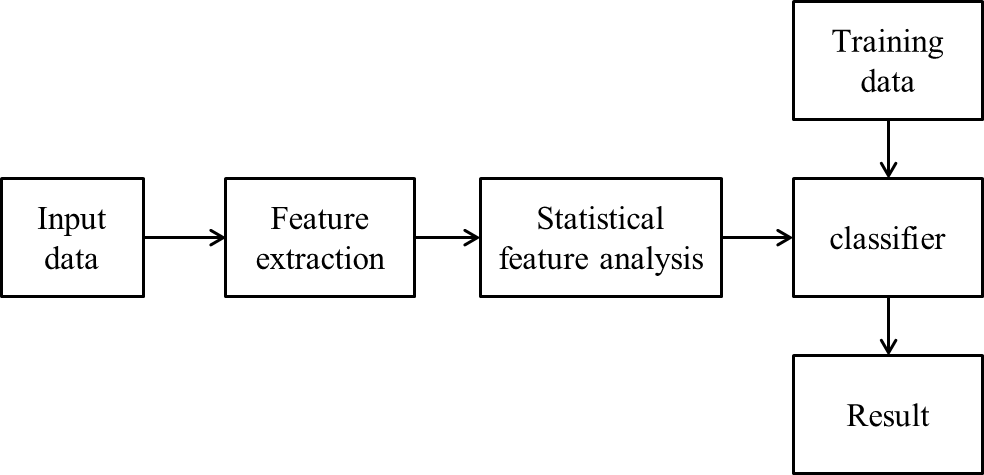 Training
data
Input
data
Feature
extraction
Statistical
feature analysis
classifier
Result